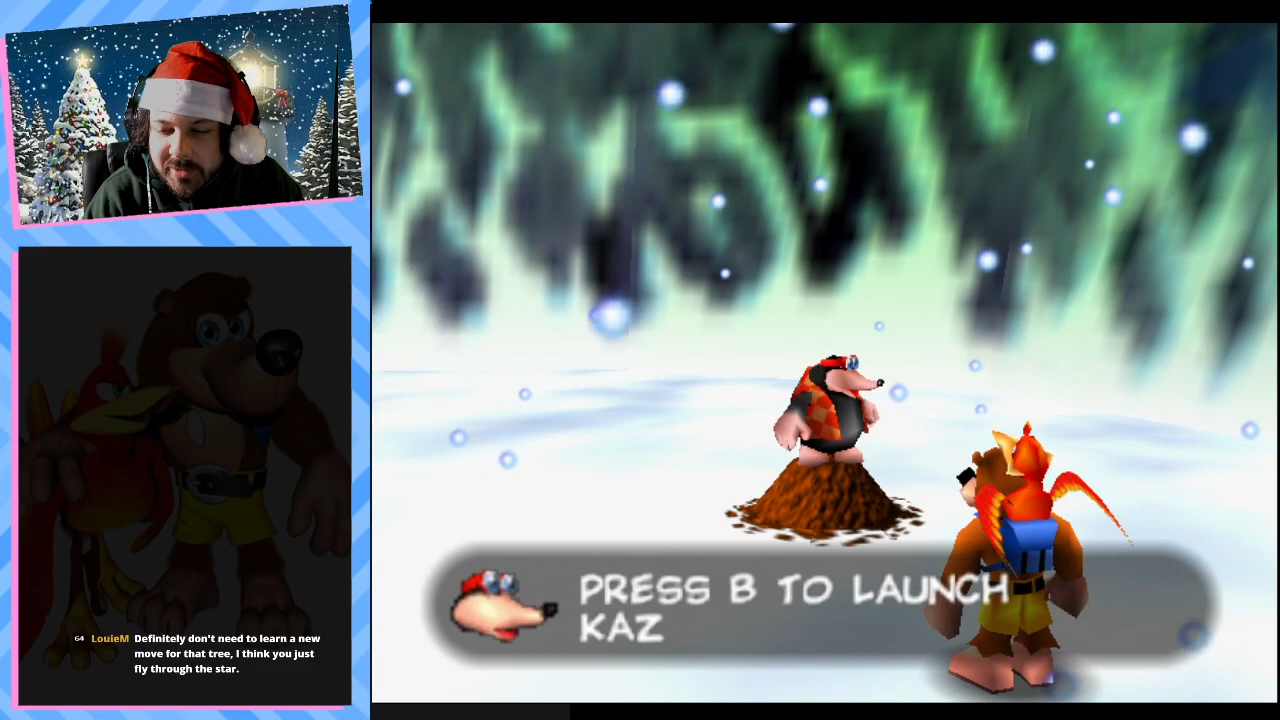 64 LouieM Definitely don't need to learn a new
move for that tree, I think you just
fly through the star.
PRESS B TO LAUNCH
KAZ